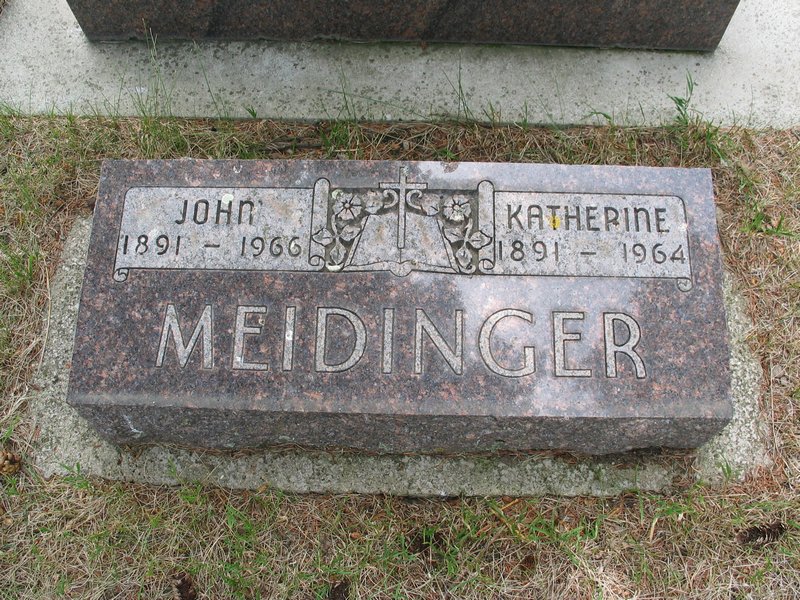 JOHN
1891 - 1966
KATHERINE
1891 - 1964
MEIDINGER